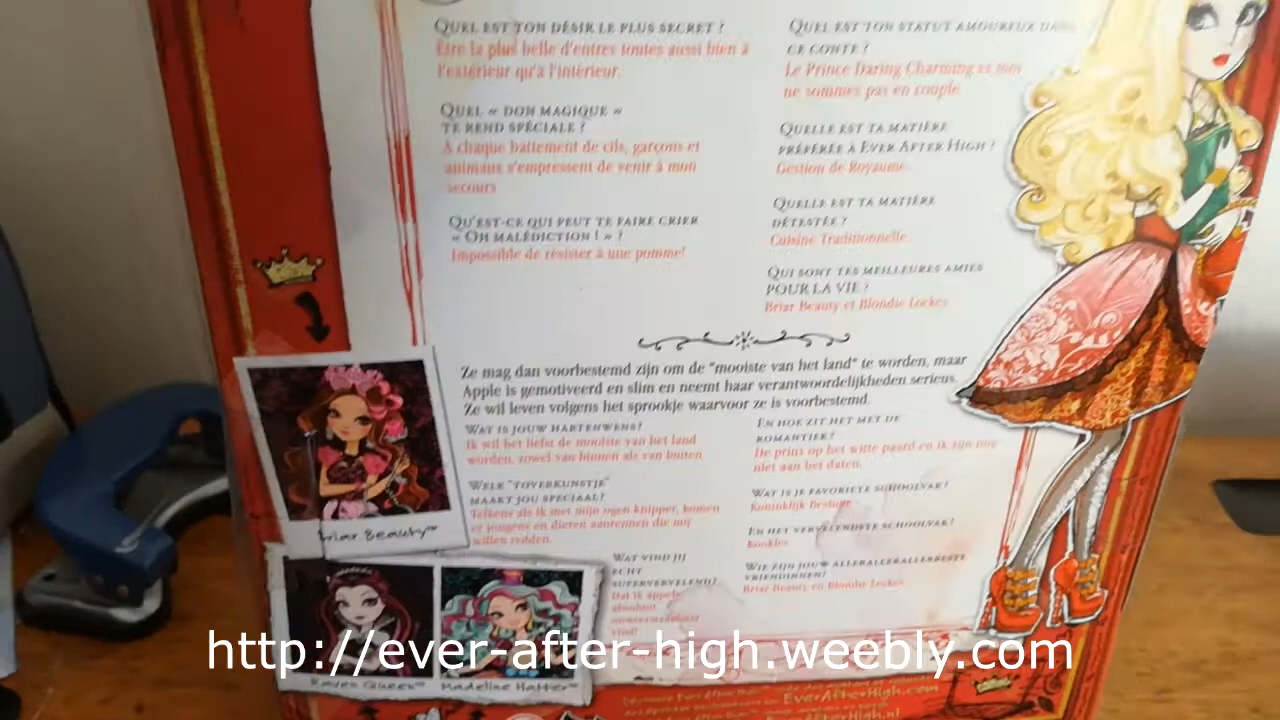 Quel est ton désir le plus secret ?
Être la plus belle d'entres toutes aussi bien à
l'extérieur qu'à l'intérieur.
Quel « don magique »
te rend spéciale ?
A chaque battement de cils, garçons et
animaux s'empressent de venir à mon
secours
Qu'est-ce qui peut te faire crier
« Oh malédiction ! » ?
Impossible de résister à une pomme!
Quel est ton statut amoureux dans
ce conte ?
Le Prince Daring Charming et moi
ne sommes pas en couple
Quelle est ta matière
préférée à Ever After High ?
Gestion de Royaume
Quelle est ta matière
détestée ?
Cuisine Traditionnelle
Qui sont tes meilleures amies
pour la vie ?
Briar Beauty et Blondie Lockes
Ze mag dan voorbestemd zijn om de "mooiste van het land" te worden, maar
Apple is gemotiveerd en slim en neemt haar verantwoordelijkheden serieus.
Ze wil leven volgens het sprookje waarvoor ze is voorbestemd.
Wat is jouw hartenwens?
Ik wil het liefst de mooiste van het land
worden, zowel van binnen als van buiten
Welk "toverkunstje"
maakt jou speciaal?
Telkens als ik met mijn ogen knipper, komen
er jongens en dieren aanrennen die mij
willen redden.
Wat vind jij
echt
supervervelend?
Dat ik appels
absoluut
onweerstaanbaar
vind!
En hoe zit het met de
romantiek?
De prins op het witte paard en ik zijn nog
niet aan het daten.
Wat is je favoriete schoolvak?
Koninklijk Bestuur
En het vervelendste schoolvak?
Kookles
Wie zijn jouw allerallerallerbeste
vriendinnen?
Briar Beauty en Blondie Lockes
Briar Beauty™
Raven Queen™
Madeline Hatter™
http://ever-after-high.weebly.com
EverAfterHigh.com